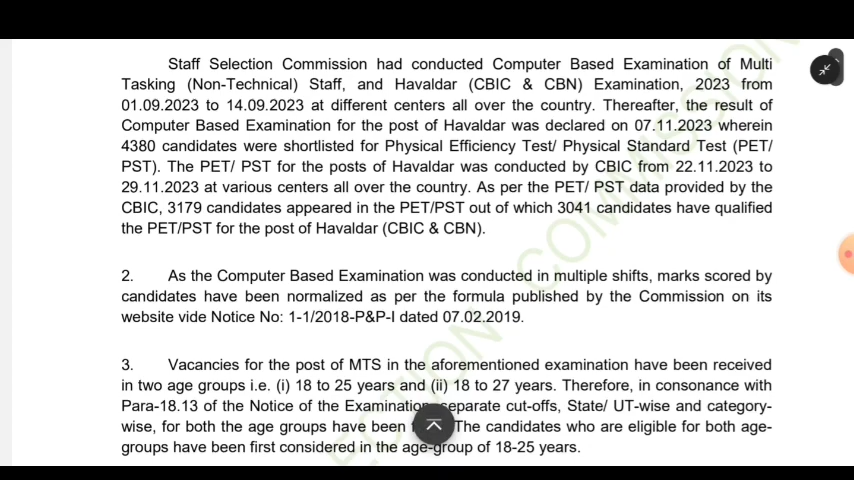 Staff Selection Commission had conducted Computer Based Examination of Multi
Tasking (Non-Technical) Staff, and Havaldar (CBIC & CBN) Examination, 2023 from
01.09.2023 to 14.09.2023 at different centers all over the country. Thereafter, the result of
Computer Based Examination for the post of Havaldar was declared on 07.11.2023 wherein
4380 candidates were shortlisted for Physical Efficiency Test/ Physical Standard Test (PET/
PST). The PET/ PST for the posts of Havaldar was conducted by CBIC from 22.11.2023 to
29.11.2023 at various centers all over the country. As per the PET/ PST data provided by the
CBIC, 3179 candidates appeared in the PET/PST out of which 3041 candidates have qualified
the PET/PST for the post of Havaldar (CBIC & CBN).
2. As the Computer Based Examination was conducted in multiple shifts, marks scored by
candidates have been normalized as per the formula published by the Commission on its
website vide Notice No: 1-1/2018-P&P-I dated 07.02.2019.
3. Vacancies for the post of MTS in the aforementioned examination have been received
in two age groups i.e. (i) 18 to 25 years and (ii) 18 to 27 years. Therefore, in consonance with
Para-18.13 of the Notice of the Examination, separate cut-offs, State/ UT-wise and category-
wise, for both the age groups have been The candidates who are eligible for both age-
groups have been first considered in the age-group of 18-25 years.
CTION COMMISSION